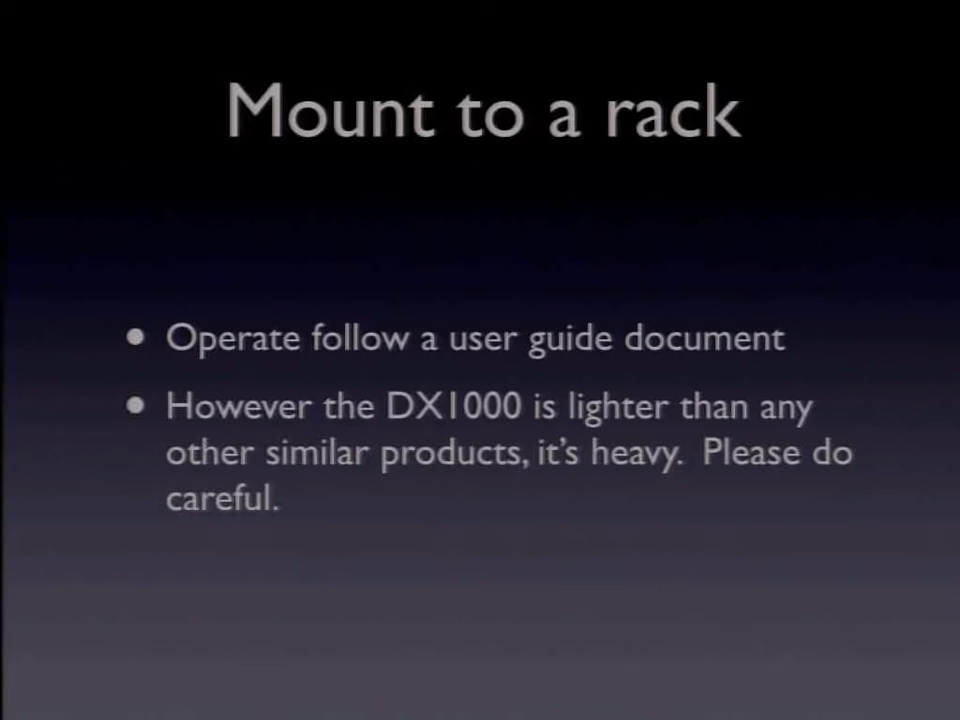 Mount to a rack
• Operate follow a user guide document
• However the DX1000 is lighter than any
other similar products, it's heavy.  Please do
careful.